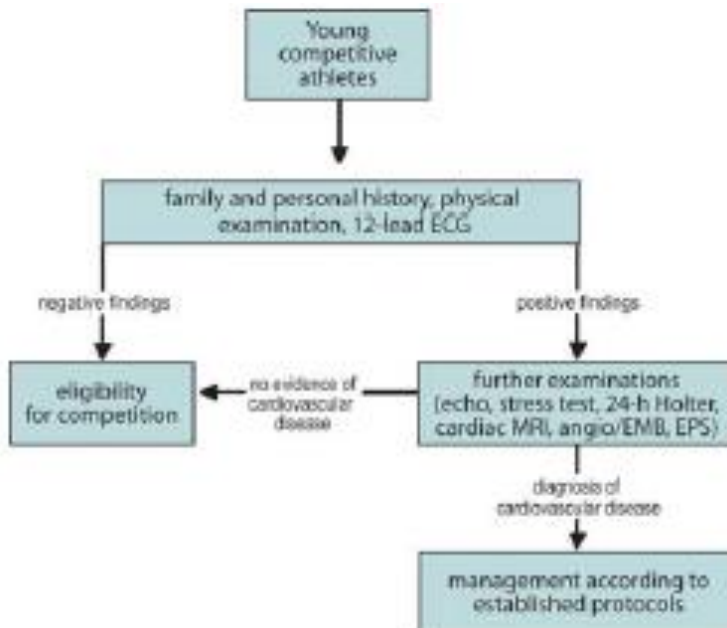 Young
competitive
athletes
family and personal history, physical
examination, 12-lead ECG
negative findings
positive findings
eligibility
for competition
no evidence of
cardiovascular
disease
further examinations
(echo, stress test, 24-h Holter,
cardiac MRI, angio/EMB, EPS)
diagnosis of
cardiovascular disease
management according to
established protocols